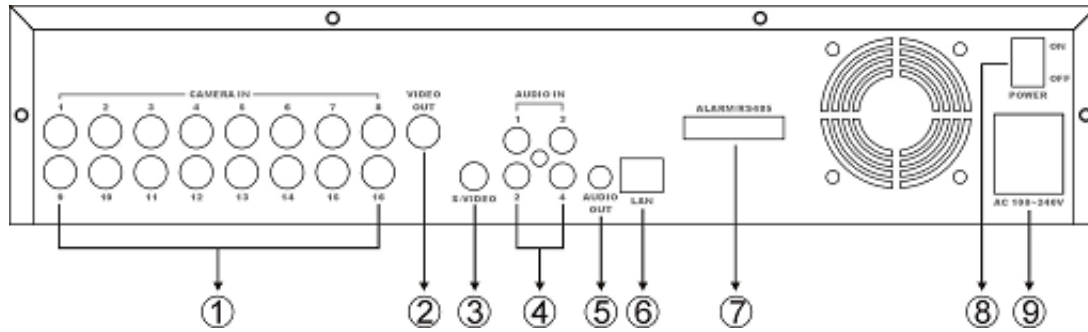 CAMERA IN
1 2 3 4 5 6 7 8
9 10 11 12 13 14 15 16
VIDEO
OUT
S/VIDEO
AUDIO IN
1 3
2 4
AUDIO
OUT
LAN
ALARM/RS485
ON
OFF
POWER
AC 100~240V
① ② ③ ④ ⑤ ⑥ ⑦ ⑧ ⑨